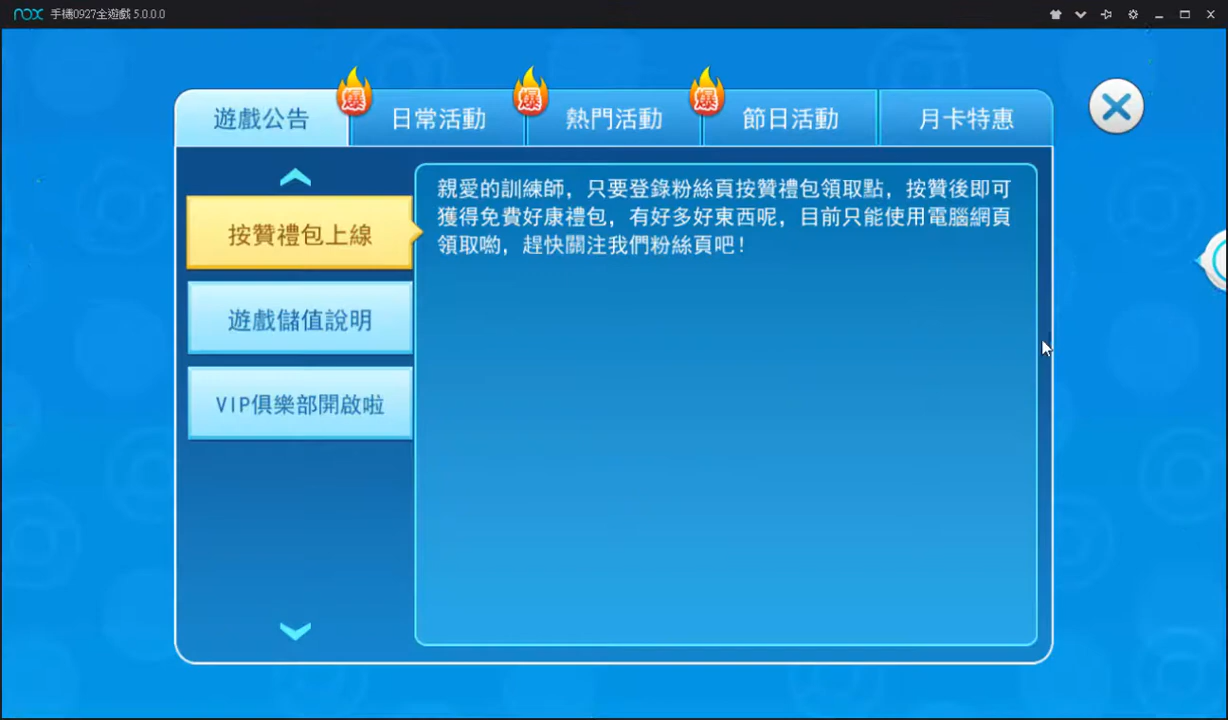 nox 手機0927全遊戲 5.0.0.0
遊戲公告
爆
日常活動
爆
熱門活動
爆
節日活動
月卡特惠
按贊禮包上線
遊戲儲值說明
VIP俱樂部開啟啦
親愛的訓練師，只要登錄粉絲頁按贊禮包領取點，按贊後即可
獲得免費好康禮包，有好多好東西呢，目前只能使用電腦網頁
領取喲，趕快關注我們粉絲頁吧！